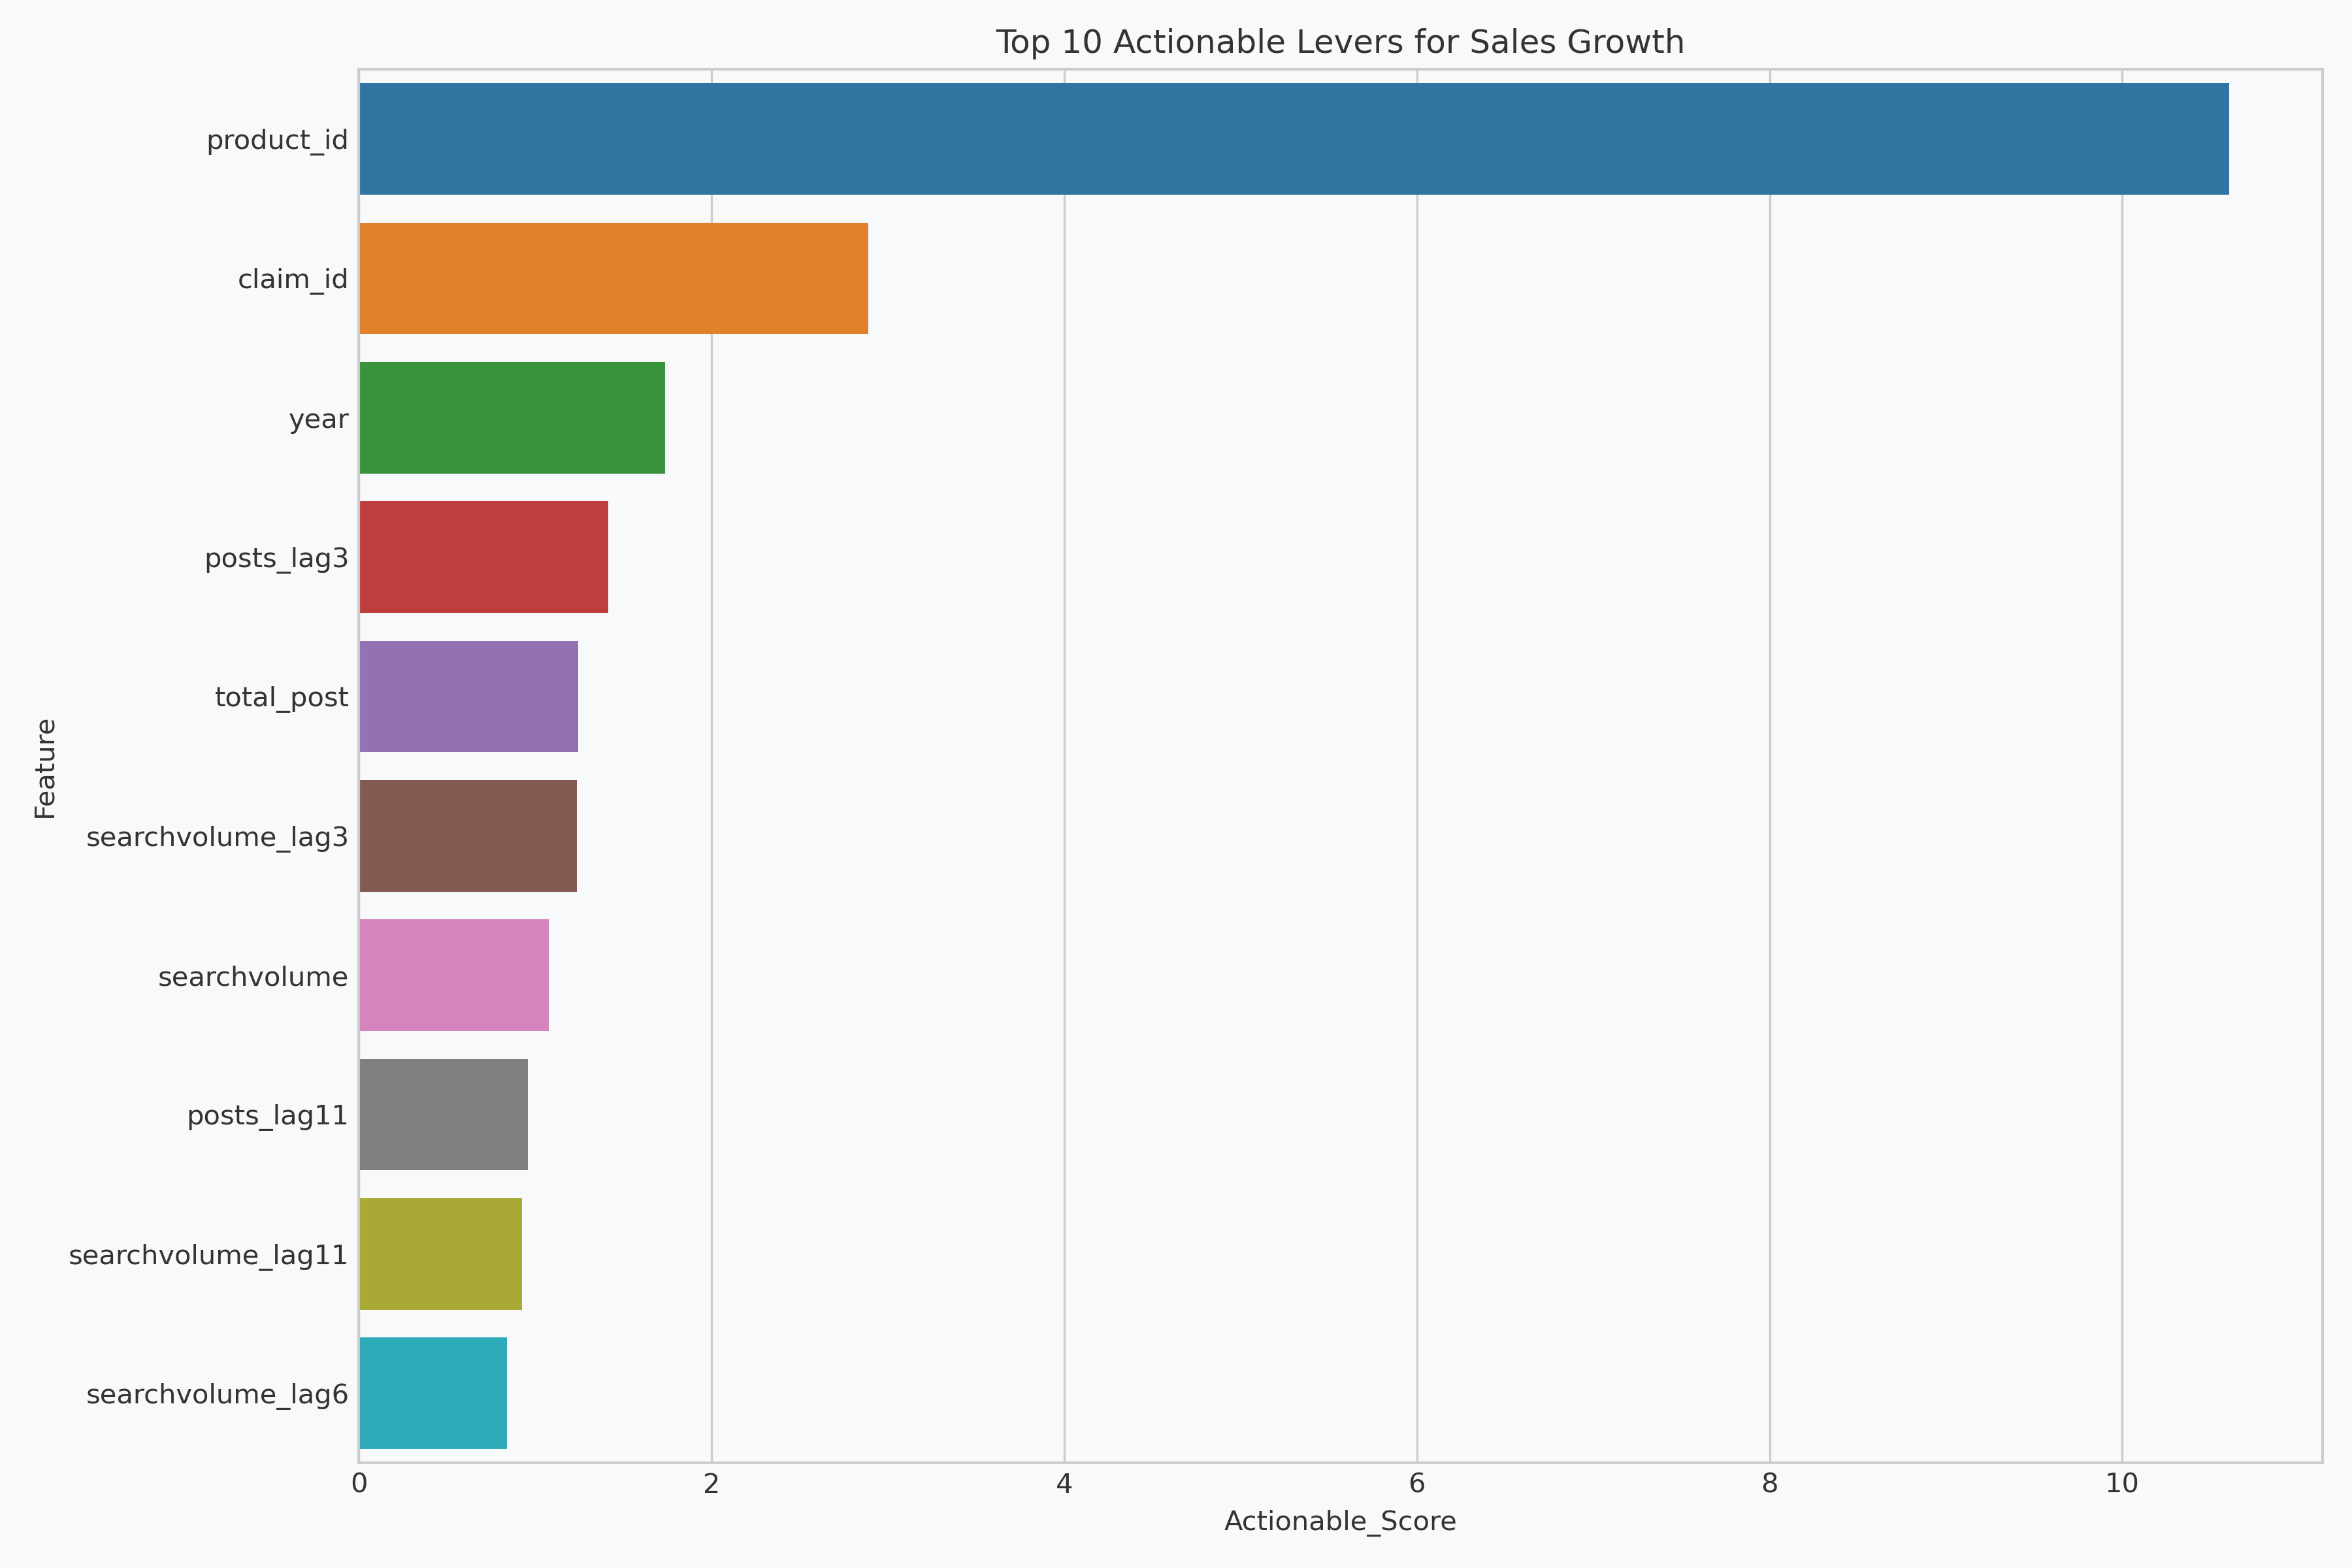 Top 10 Actionable Levers for Sales Growth
product_id
claim_id
year
posts_lag3
total_post
searchvolume_lag3
searchvolume
posts_lag11
searchvolume_lag11
searchvolume_lag6
Feature
0 2 4 6 8 10
Actionable_Score